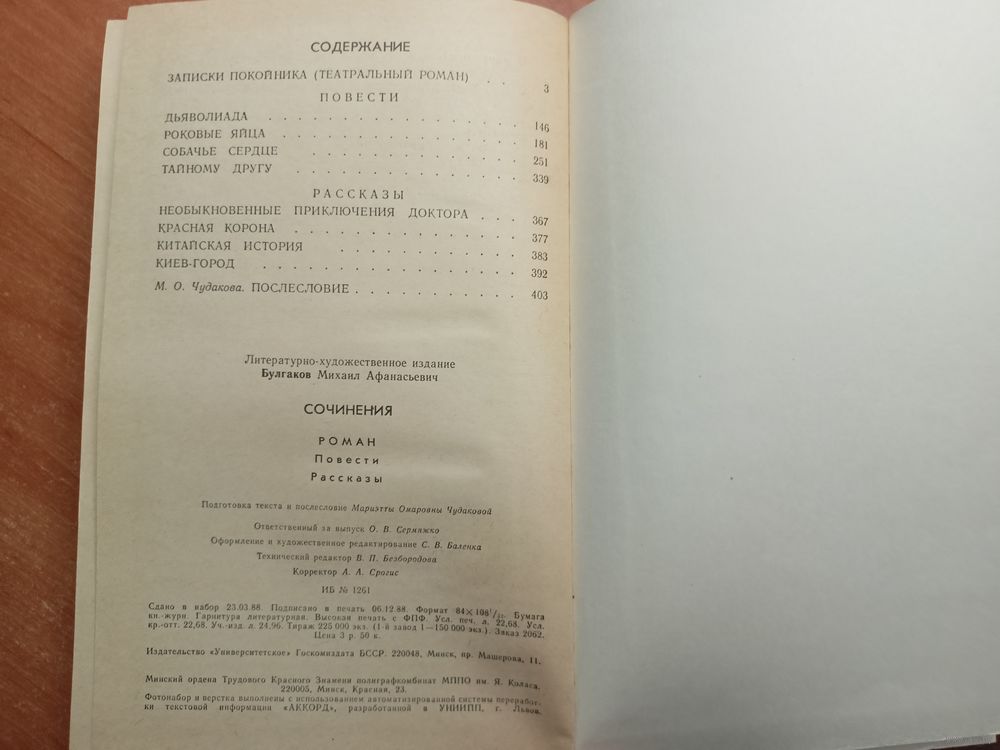 СОДЕРЖАНИЕ
ЗАПИСКИ ПОКОЙНИКА (ТЕАТРАЛЬНЫЙ РОМАН) . . 3
ПОВЕСТИ
ДЬЯВОЛИАДА . . . . . . . . . . . . . . . . 146
РОКОВЫЕ ЯЙЦА . . . . . . . . . . . . . . . 181
СОБАЧЬЕ СЕРДЦЕ . . . . . . . . . . . . . 251
ТАЙНОМУ ДРУГУ . . . . . . . . . . . . . . 339
РАССКАЗЫ
НЕОБЫКНОВЕННЫЕ ПРИКЛЮЧЕНИЯ ДОКТОРА . . . 367
КРАСНАЯ КОРОНА . . . . . . . . . . . . . . 377
КИТАЙСКАЯ ИСТОРИЯ . . . . . . . . . . . 383
КИЕВ-ГОРОД . . . . . . . . . . . . . . . . 392
М. О. Чудакова. ПОСЛЕСЛОВИЕ . . . . . . . . . . . 403
Литературно-художественное издание
Булгаков Михаил Афанасьевич
СОЧИНЕНИЯ
РОМАН
Повести
Рассказы
Подготовка текста и послесловие Мариэтты Омаровны Чудаковой
Ответственный за выпуск О. В. Сермяжко
Оформление и художественное редактирование С. В. Баленка
Технический редактор В. П. Безбородова
Корректор А. А. Срогис
ИБ № 1261
Сдано в набор 23.03.88. Подписано в печать 06.12.88. Формат 84×108¹/₃₂. Бумага
кн.-журн. Гарнитура литературная. Высокая печать с ФПФ. Усл. печ. л. 22,68. Усл.
кр.-отт. 22,68. Уч.-изд. л. 24,96. Тираж 225 000 экз. (1-й завод 1—150 000 экз.). Заказ 2062.
Цена 3 р. 50 к.
Издательство «Университетское» Госкомиздата БССР. 220048, Минск, пр. Машерова, 11.
Минский ордена Трудового Красного Знамени полиграфкомбинат МППО им. Я. Коласа.
220005, Минск, Красная, 23.
Фотонабор и верстка выполнены с использованием автоматизированной системы переработ-
ки текстовой информации «АККОРД», разработанной в УНИИПП, г. Львов.